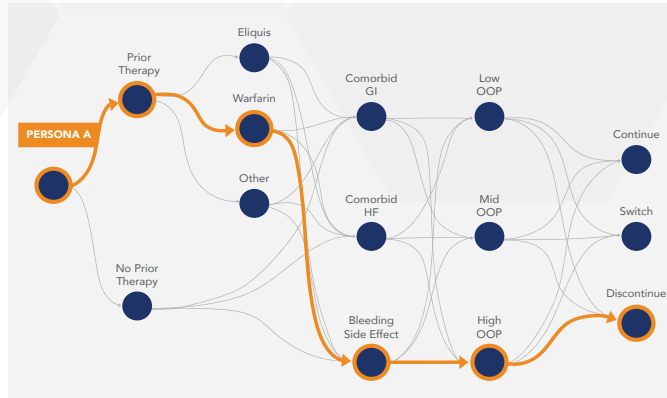 Eliquis
Prior
Therapy
Comorbid
GI
Low
OOP
Warfarin
PERSONA A
Continue
Other
Comorbid
HF
Mid
OOP
Switch
No Prior
Therapy
Discontinue
Bleeding
Side Effect
High
OOP